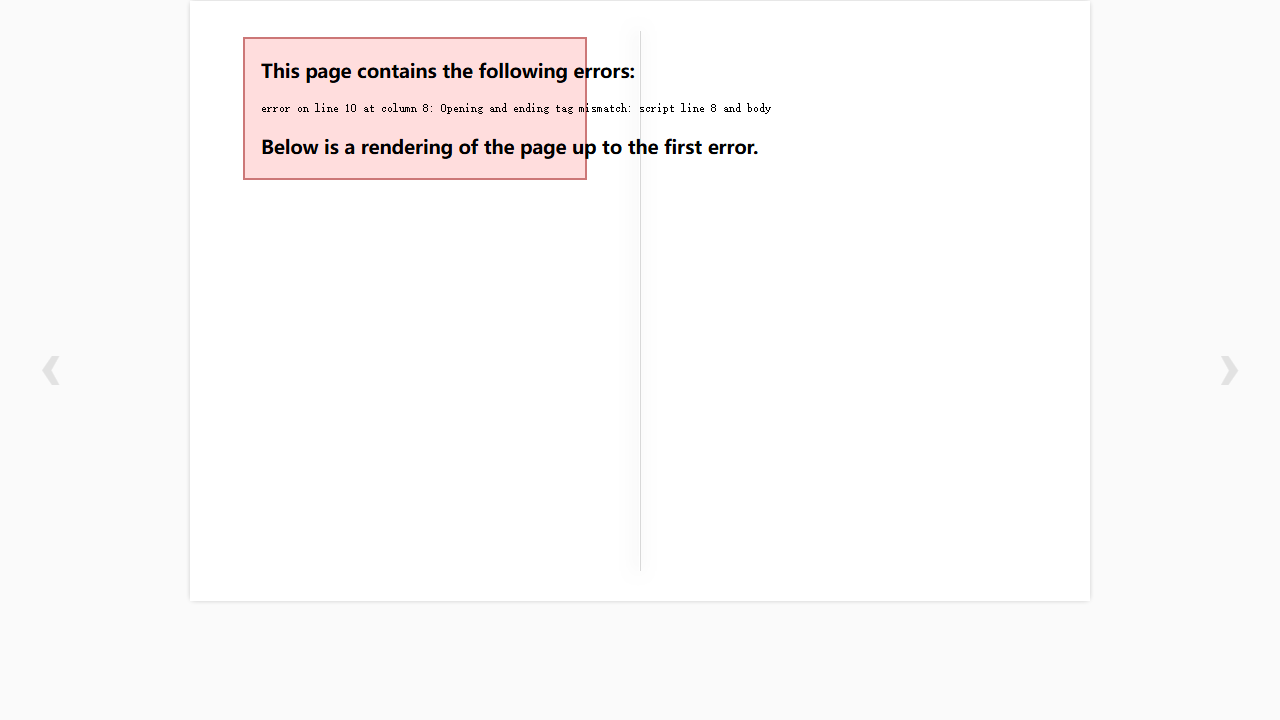 This page contains the following errors:
error on line 10 at column 8: Opening and ending tag mismatch: script line 8 and body
Below is a rendering of the page up to the first error.
‹
›